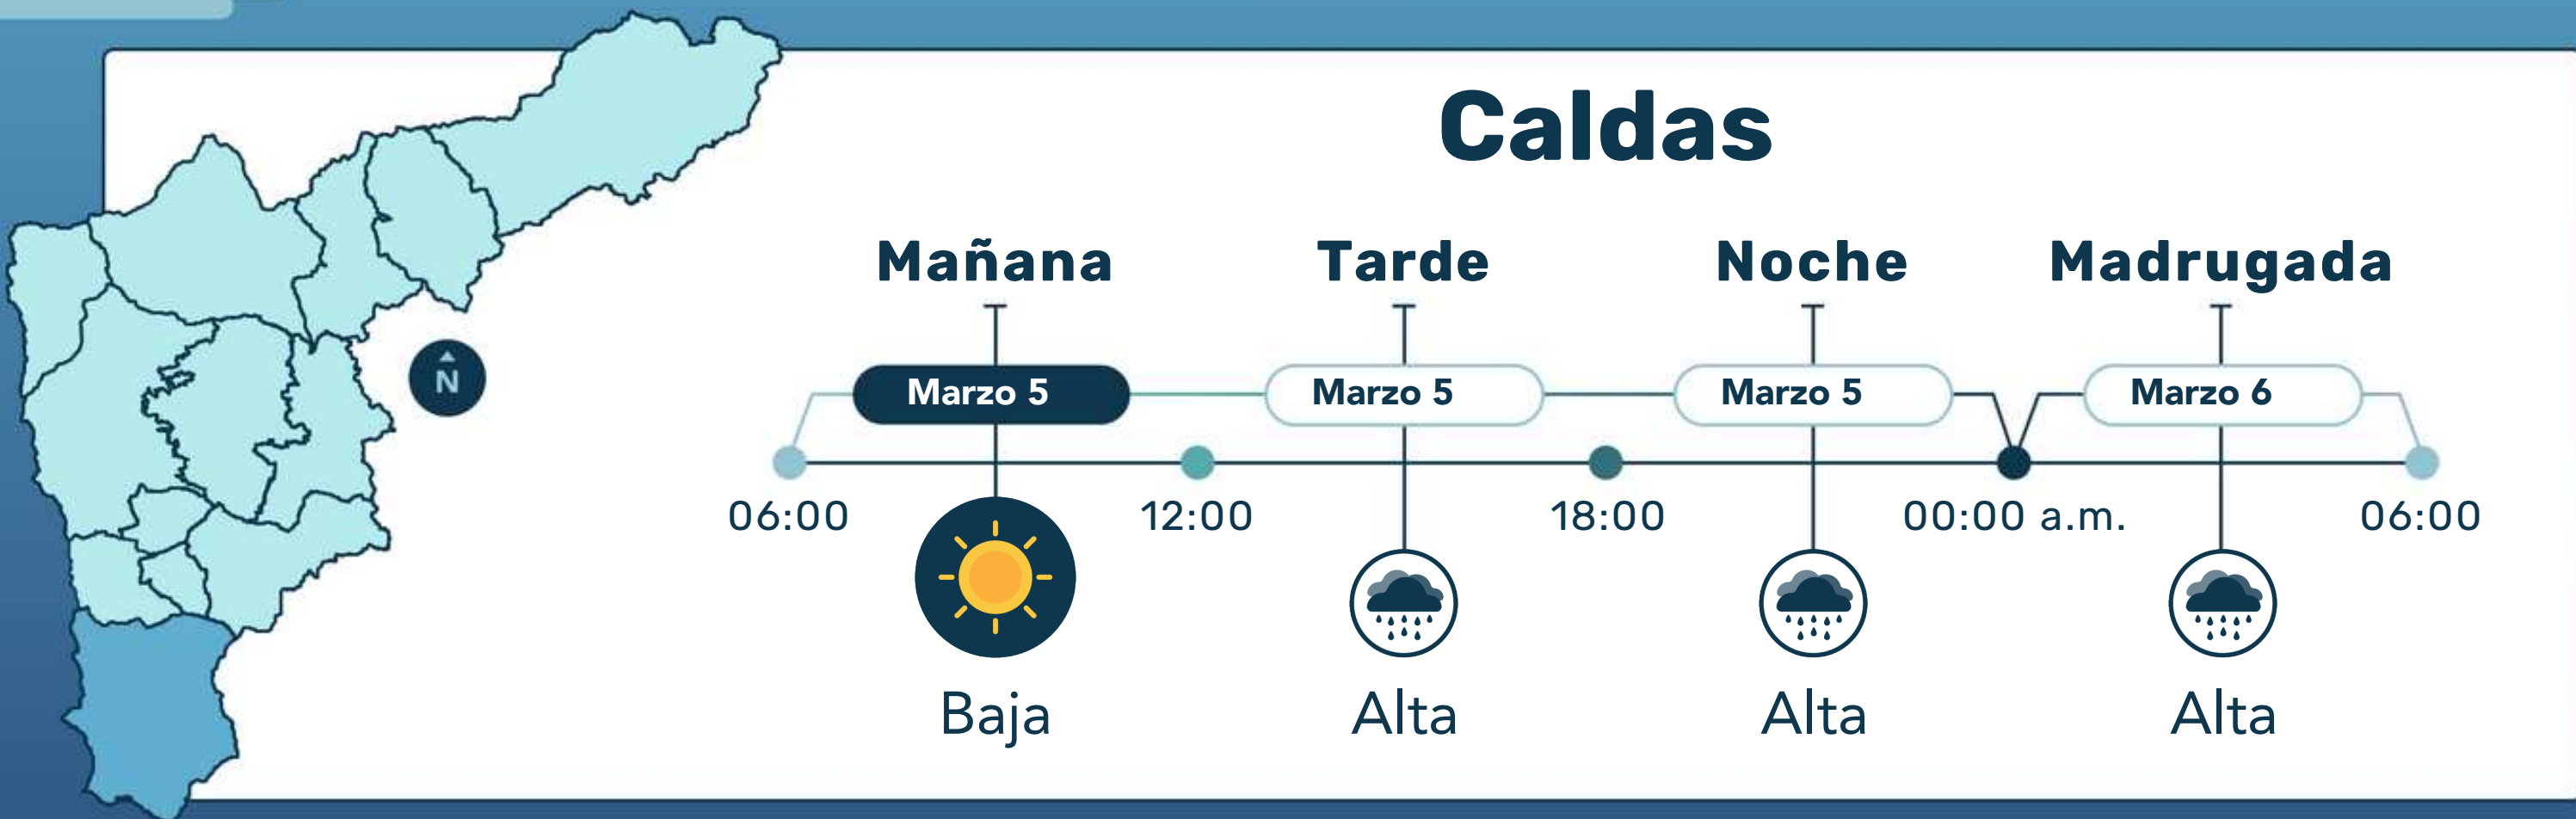 Caldas
Mañana Tarde Noche Madrugada
N
Marzo 5 Marzo 5 Marzo 5 Marzo 6
06:00 12:00 18:00 00:00 a.m. 06:00
Baja Alta Alta Alta